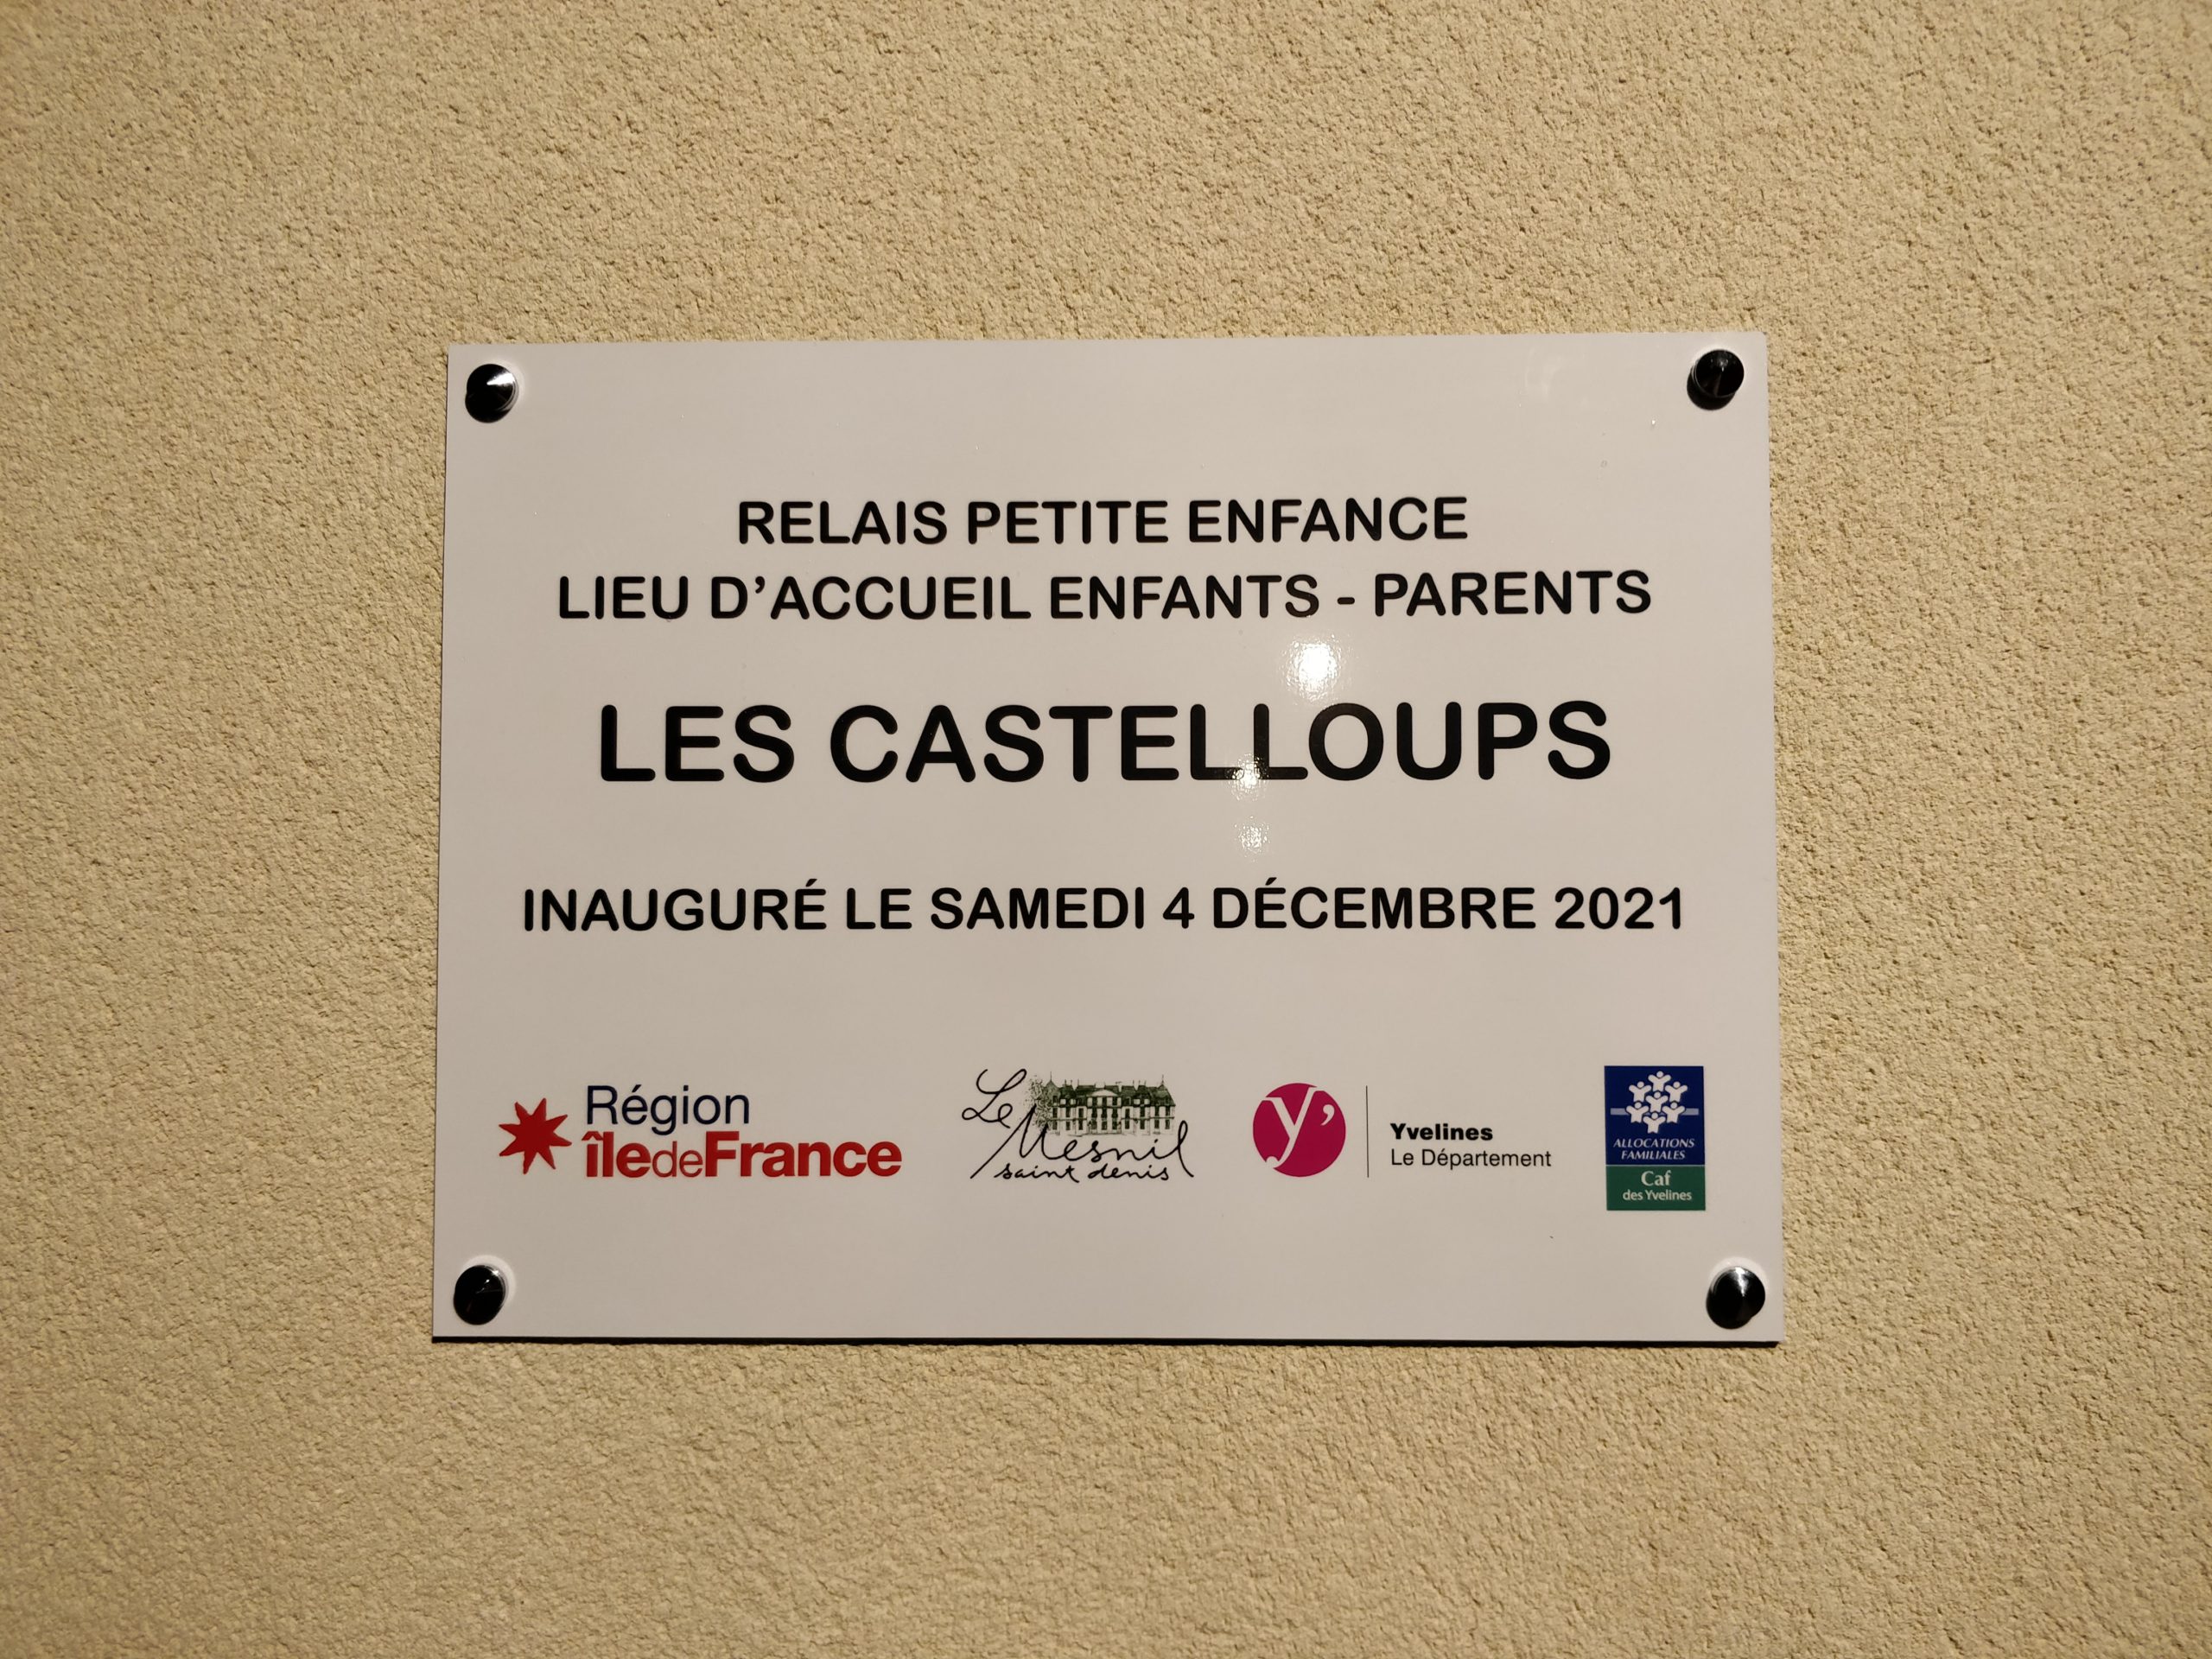 RELAIS PETITE ENFANCE
LIEU D'ACCUEIL ENFANTS - PARENTS
LES CASTELLOUPS
INAUGURÉ LE SAMEDI 4 DÉCEMBRE 2021
Région
îledeFrance
Le
Mesnil
saint denis
y'
Yvelines
Le Département
ALLOCATIONS
FAMILIALES
Caf
des Yvelines